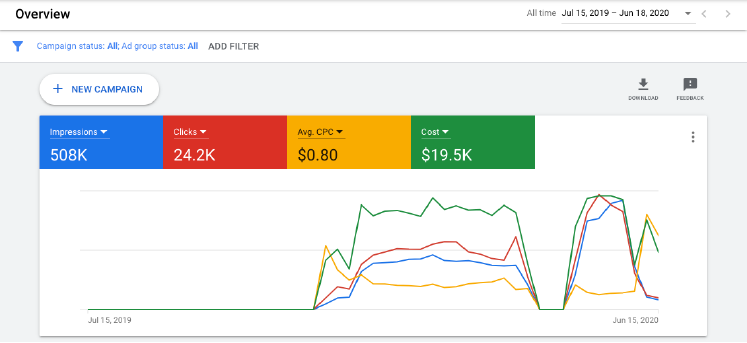 Overview
All time Jul 15, 2019 – Jun 18, 2020
Campaign status: All; Ad group status: All ADD FILTER
+ NEW CAMPAIGN
DOWNLOAD FEEDBACK
Impressions Clicks Avg. CPC Cost
508K 24.2K $0.80 $19.5K
Jul 15, 2019 Jun 15, 2020